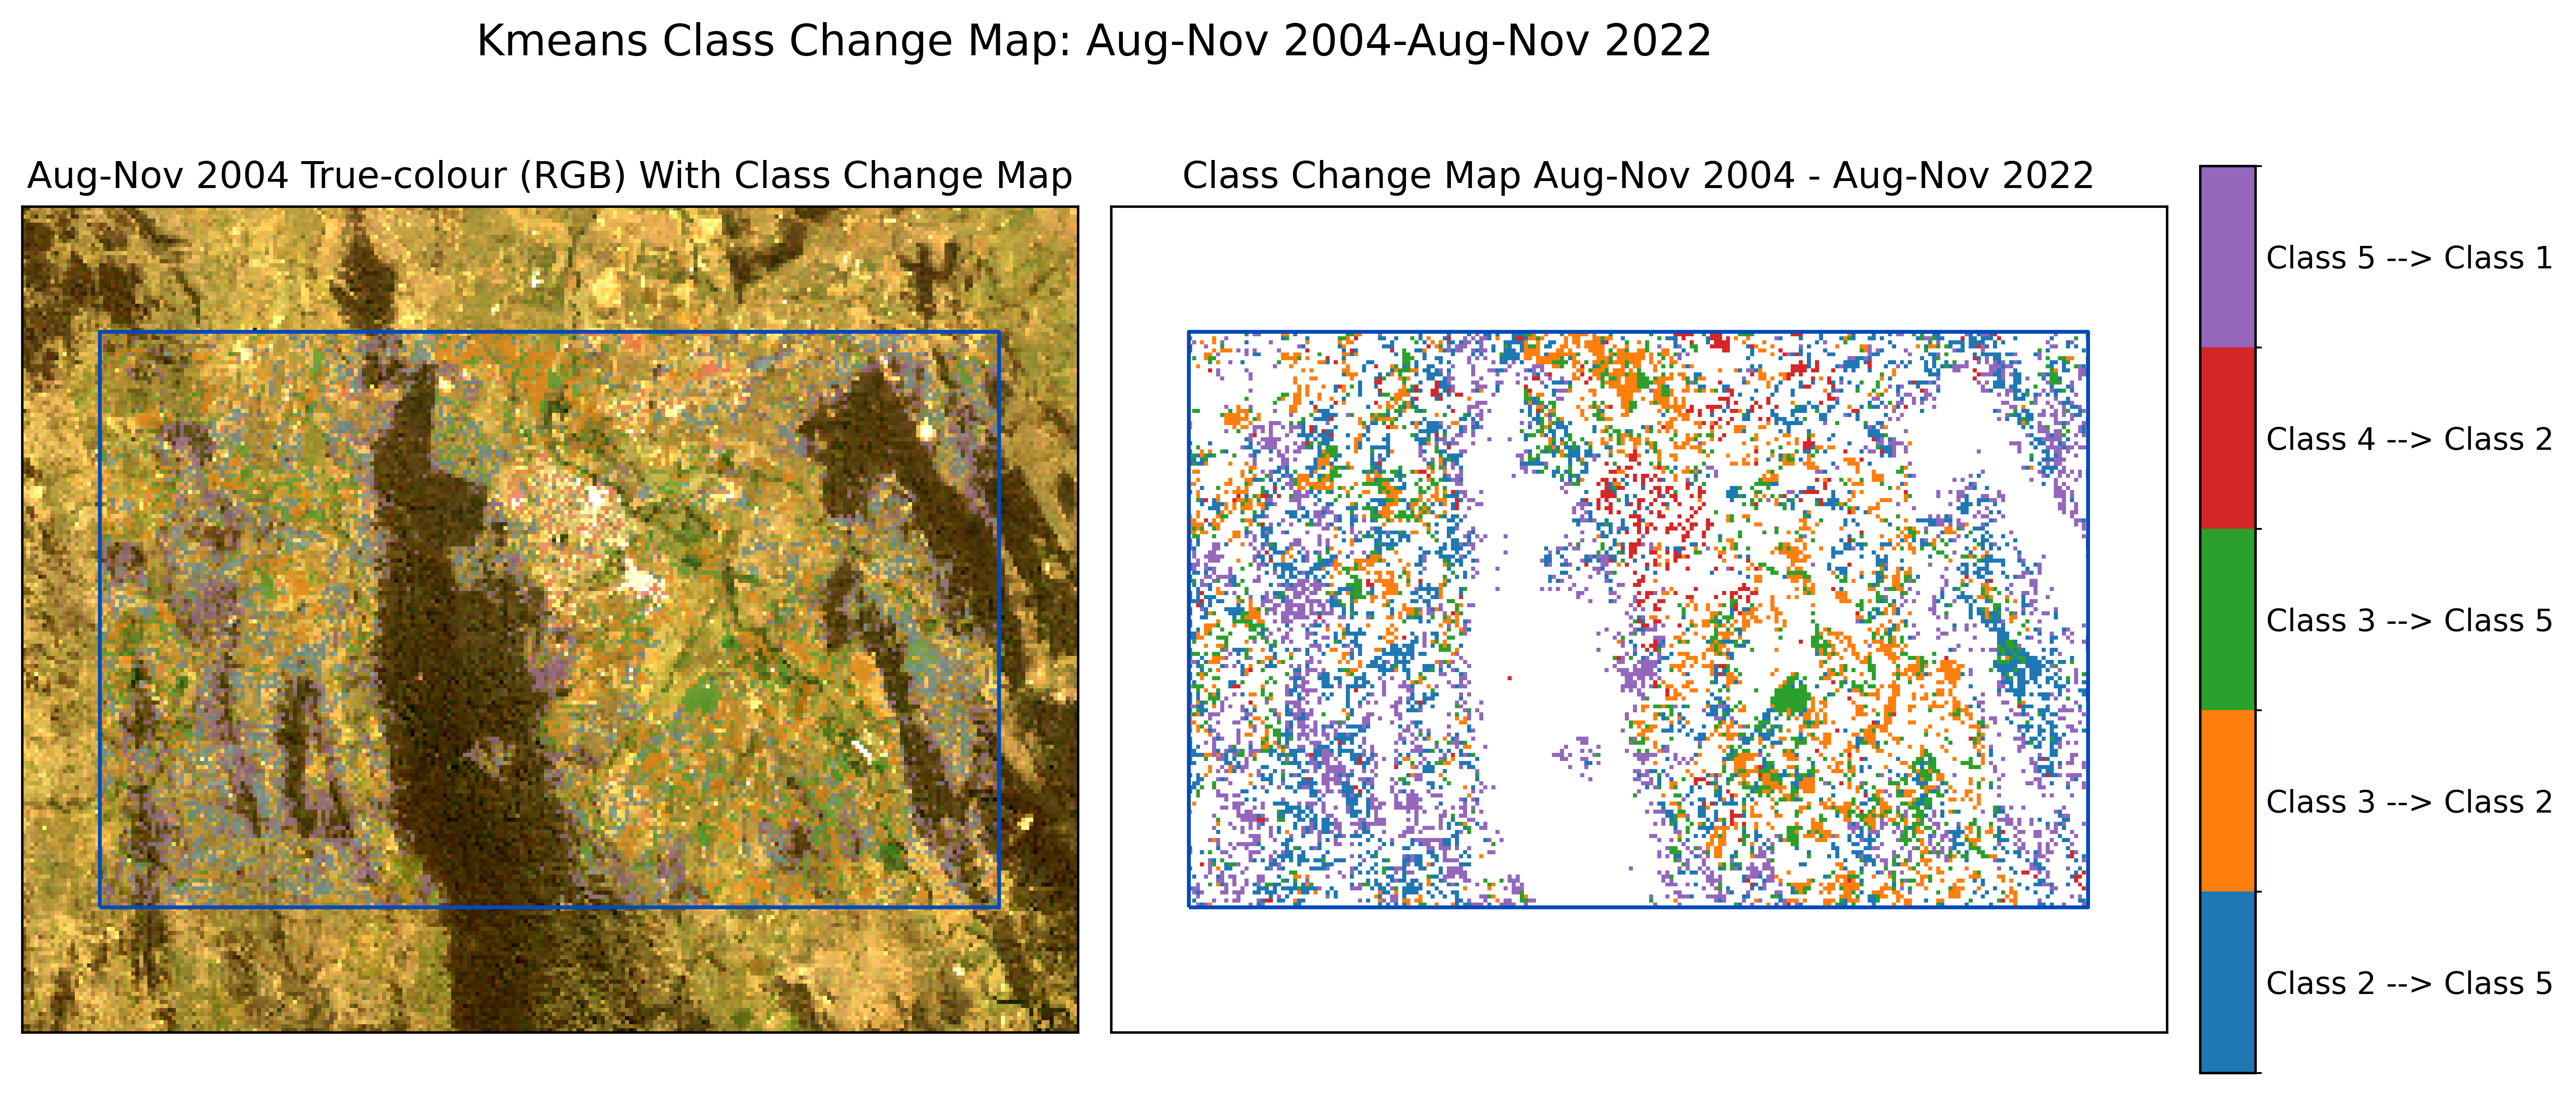 Kmeans Class Change Map: Aug-Nov 2004-Aug-Nov 2022
Aug-Nov 2004 True-colour (RGB) With Class Change Map
Class Change Map Aug-Nov 2004 - Aug-Nov 2022
Class 5 --> Class 1
Class 4 --> Class 2
Class 3 --> Class 5
Class 3 --> Class 2
Class 2 --> Class 5